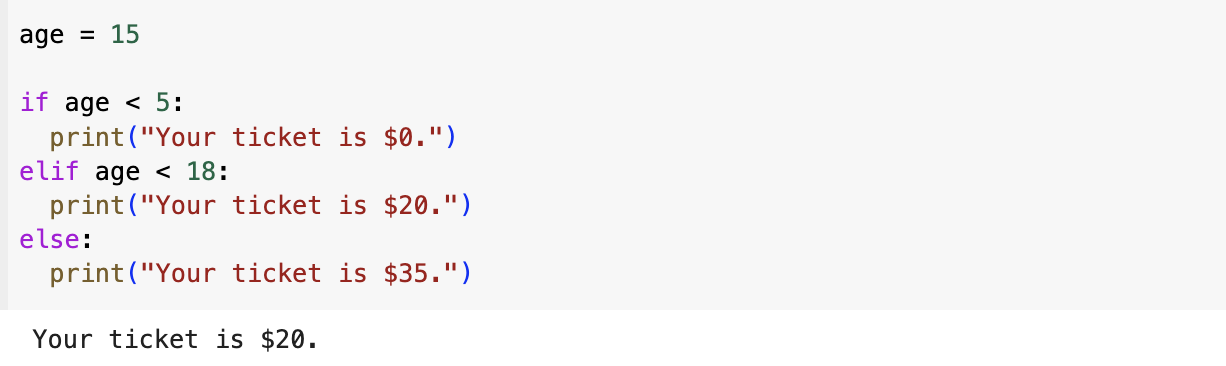 age = 15
if age < 5:
  print("Your ticket is $0.")
elif age < 18:
  print("Your ticket is $20.")
else:
  print("Your ticket is $35.")
Your ticket is $20.